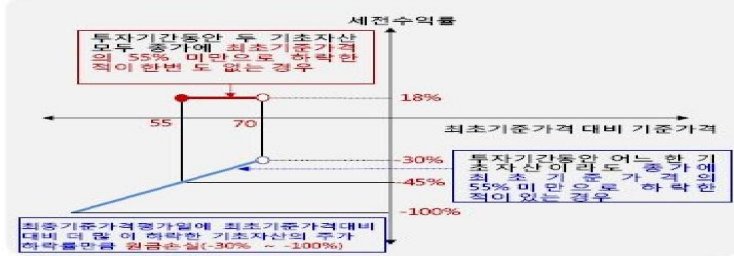 세전수익률
투자기간동안 두 기초자산
모두 종가에 최초기준가격
의 55% 미만으로 하락한
적이 한번 도 없는 경우
18%
55
70
최초기준가격 대비 기준가격
-30%
-45%
-100%
투자기간동안 어느 한 기
초자산이라도 종가에
최초기준가격의
55% 미만으로 하락한
적이 있는 경우
최종기준가격평가일에 최초기준가격대비
대비 더 많 이 하락한 기초자산의 주가
하락률만큼 원금손실(-30% ~ -100%)